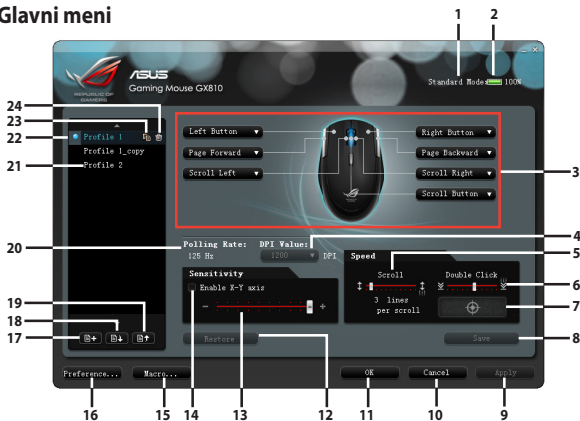 Glavni meni
1 2
REPUBLIC OF
GAMERS
ASUS
Gaming Mouse GX810
Standard Mode: 100%
24
23
22
21
Profile 1
Profile 1_copy
Profile 2
Left Button Right Button
Page Forward Page Backward
Scroll Left Scroll Right
Scroll Button
3
20
Polling Rate: DPI Value:
125 Hz 1200 DPI
4
5
Speed
Scroll Double Click
6
3 lines
per scroll
7
Sensitivity
Enable X-Y axis
- +
19
18
17
Restore Save
8
Preference... Macro... OK Cancel Apply
16 15 14 13 12 11 10 9